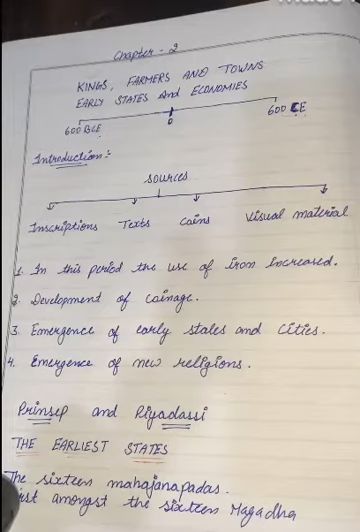 Chapter - 2
KINGS, FARMERS AND TOWNS
EARLY STATES and ECONOMIES
600 BCE 0 600 CE
Introduction:-
Sources
Inscriptions Texts Coins Visual material
1. In this period the use of iron Increased.
2. Development of coinage.
3. Emergence of early states and cities.
4. Emergence of new religions.
Prinsep and Piyadassi
THE EARLIEST STATES
The sixteen mahajanapadas.
amongst the sixteen Magadha